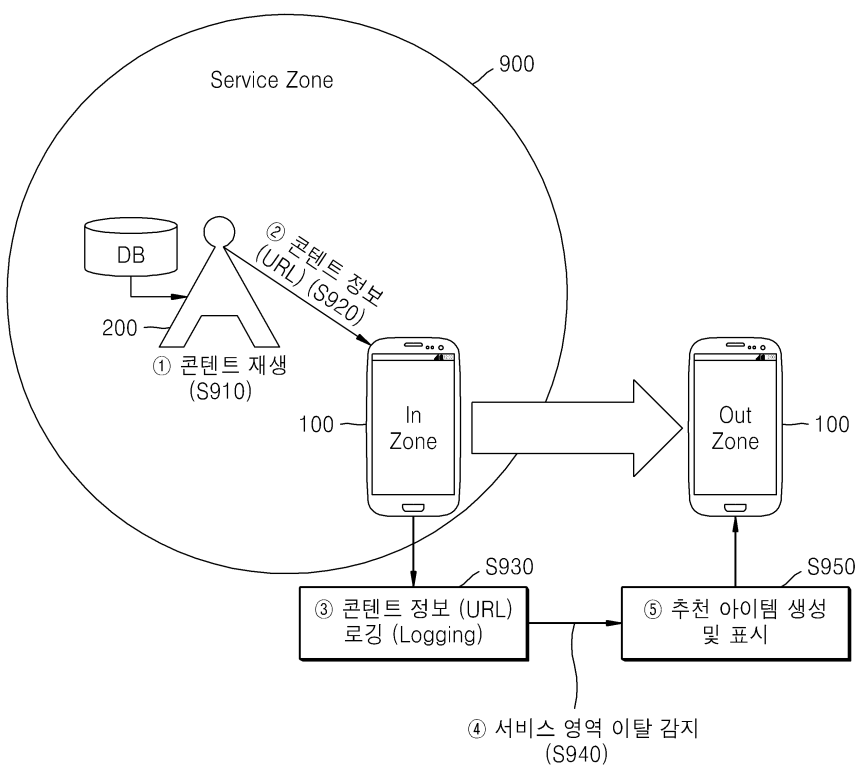 900
Service Zone
DB
② 콘텐트 정보
(URL) (S920)
200
① 콘텐트 재생
(S910)
100
In
Zone
Out
Zone
100
S930
③ 콘텐트 정보 (URL)
로깅 (Logging)
S950
⑤ 추천 아이템 생성
및 표시
④ 서비스 영역 이탈 감지
(S940)